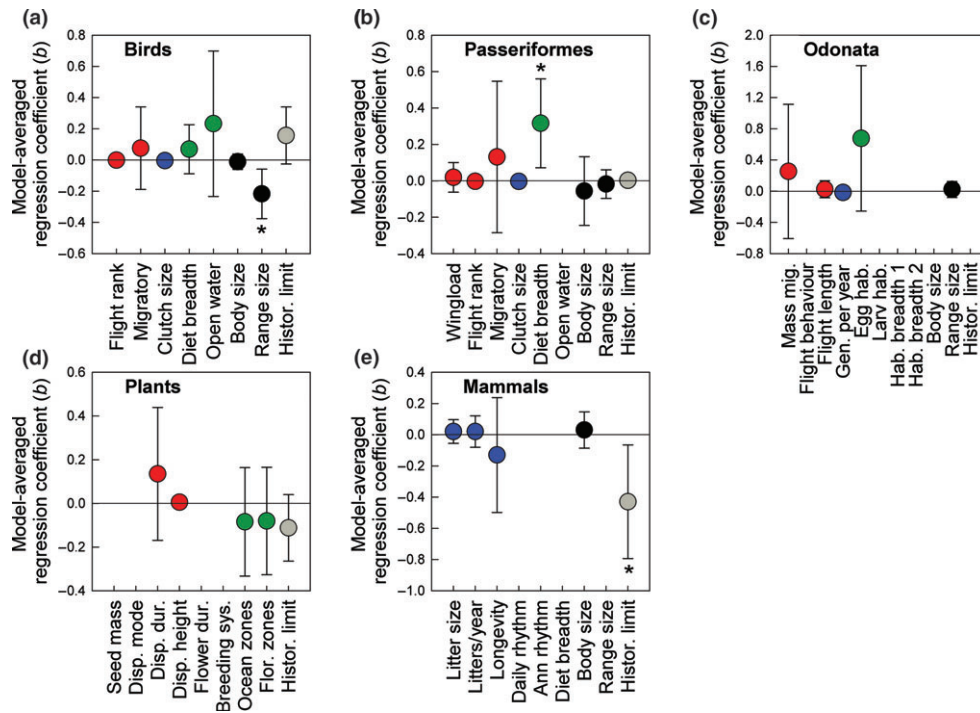 (a)
Birds
Model-averaged
regression coefficient (b)
0.8
0.6
0.4
0.2
0.0
–0.2
–0.4
–0.6
*
Flight rank
Migratory
Clutch size
Diet breadth
Open water
Body size
Range size
Histor. limit
(b)
Passeriformes
Model-averaged
regression coefficient (b)
0.8
0.6
0.4
0.2
0.0
–0.2
–0.4
*
Wingload
Flight rank
Migratory
Clutch size
Diet breadth
Open water
Body size
Range size
Histor. limit
(c)
Odonata
Model-averaged
regression coefficient (b)
2.0
1.6
1.2
0.8
0.4
0.0
–0.4
–0.8
Mass mig.
Flight behaviour
Flight length
Gen. per year
Egg hab.
Larv hab.
Hab. breadth 1
Hab. breadth 2
Body size
Range size
Histor. limit
(d)
Plants
Model-averaged
regression coefficient (b)
0.6
0.4
0.2
0.0
–0.2
–0.4
Seed mass
Disp. mode
Disp. dur.
Disp. height
Flower dur.
Breeding sys.
Ocean zones
Flor. zones
Histor. limit
(e)
Mammals
Model-averaged
regression coefficient (b)
0.4
0.2
0.0
–0.2
–0.4
–0.6
–0.8
–1.0
*
Litter size
Litters/year
Longevity
Daily rhythm
Ann rhythm
Diet breadth
Body size
Range size
Histor. limit